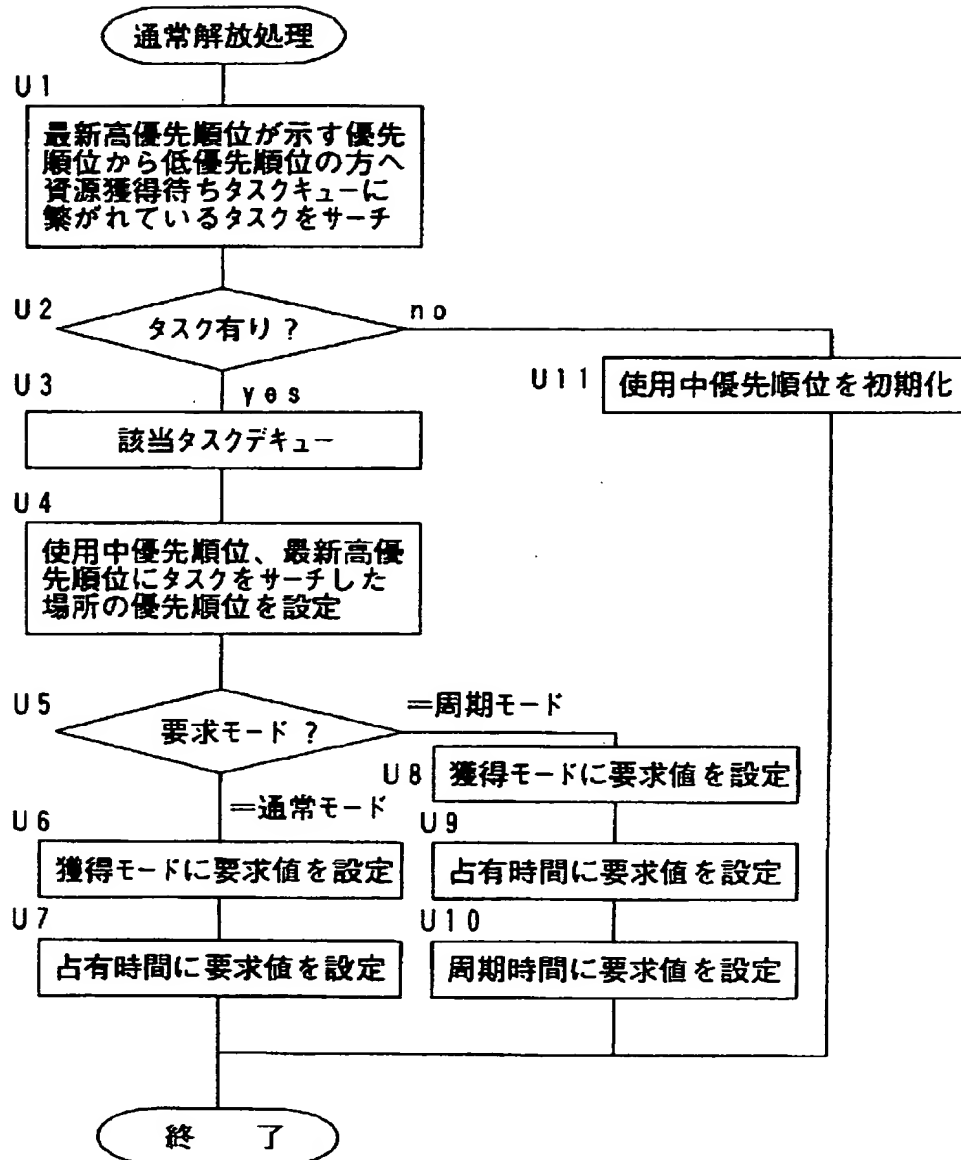 通常解放処理
U1
最新高優先順位が示す優先
順位から低優先順位の方へ
資源獲得待ちタスクキューに
繋がれているタスクをサーチ
U2
タスク有り?
no
U11
使用中優先順位を初期化
U3
yes
該当タスクデキュー
U4
使用中優先順位、最新高優
先順位にタスクをサーチした
場所の優先順位を設定
U5
要求モード?
=周期モード
U8
獲得モードに要求値を設定
=通常モード
U6
獲得モードに要求値を設定
U9
占有時間に要求値を設定
U7
占有時間に要求値を設定
U10
周期時間に要求値を設定
終 了